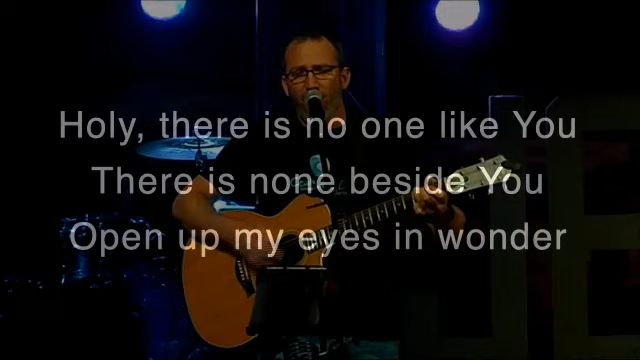 Holy, there is no one like You
There is none beside You
Open up my eyes in wonder